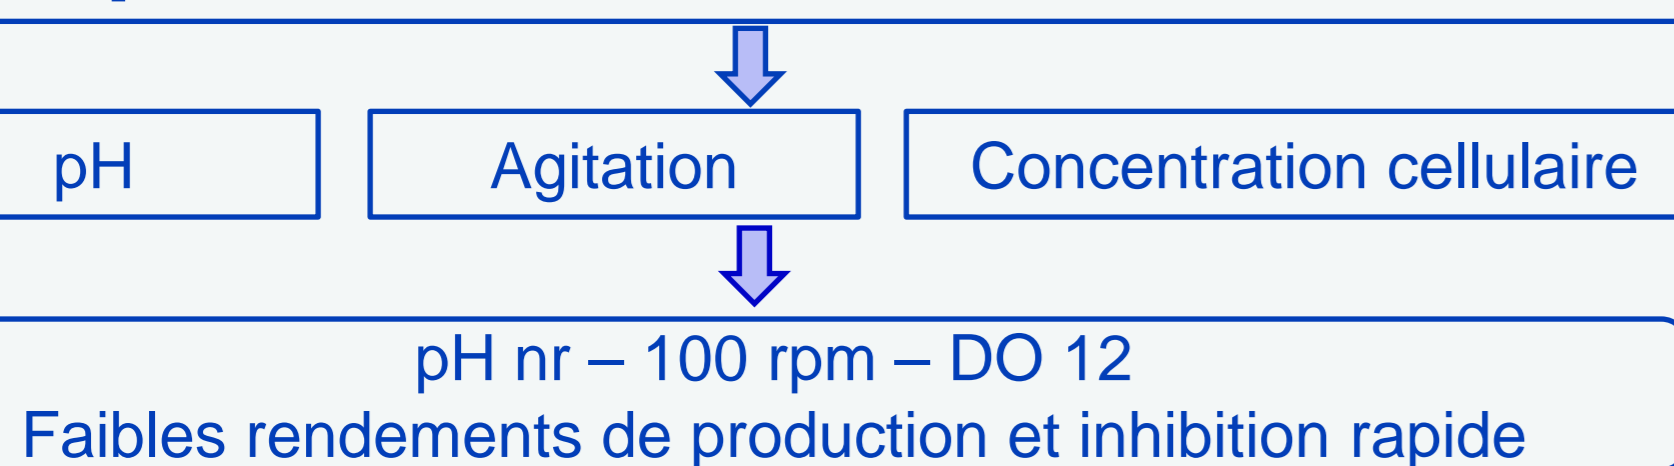 pH
Agitation
Concentration cellulaire
pH nr – 100 rpm – DO 12
Faibles rendements de production et inhibition rapide